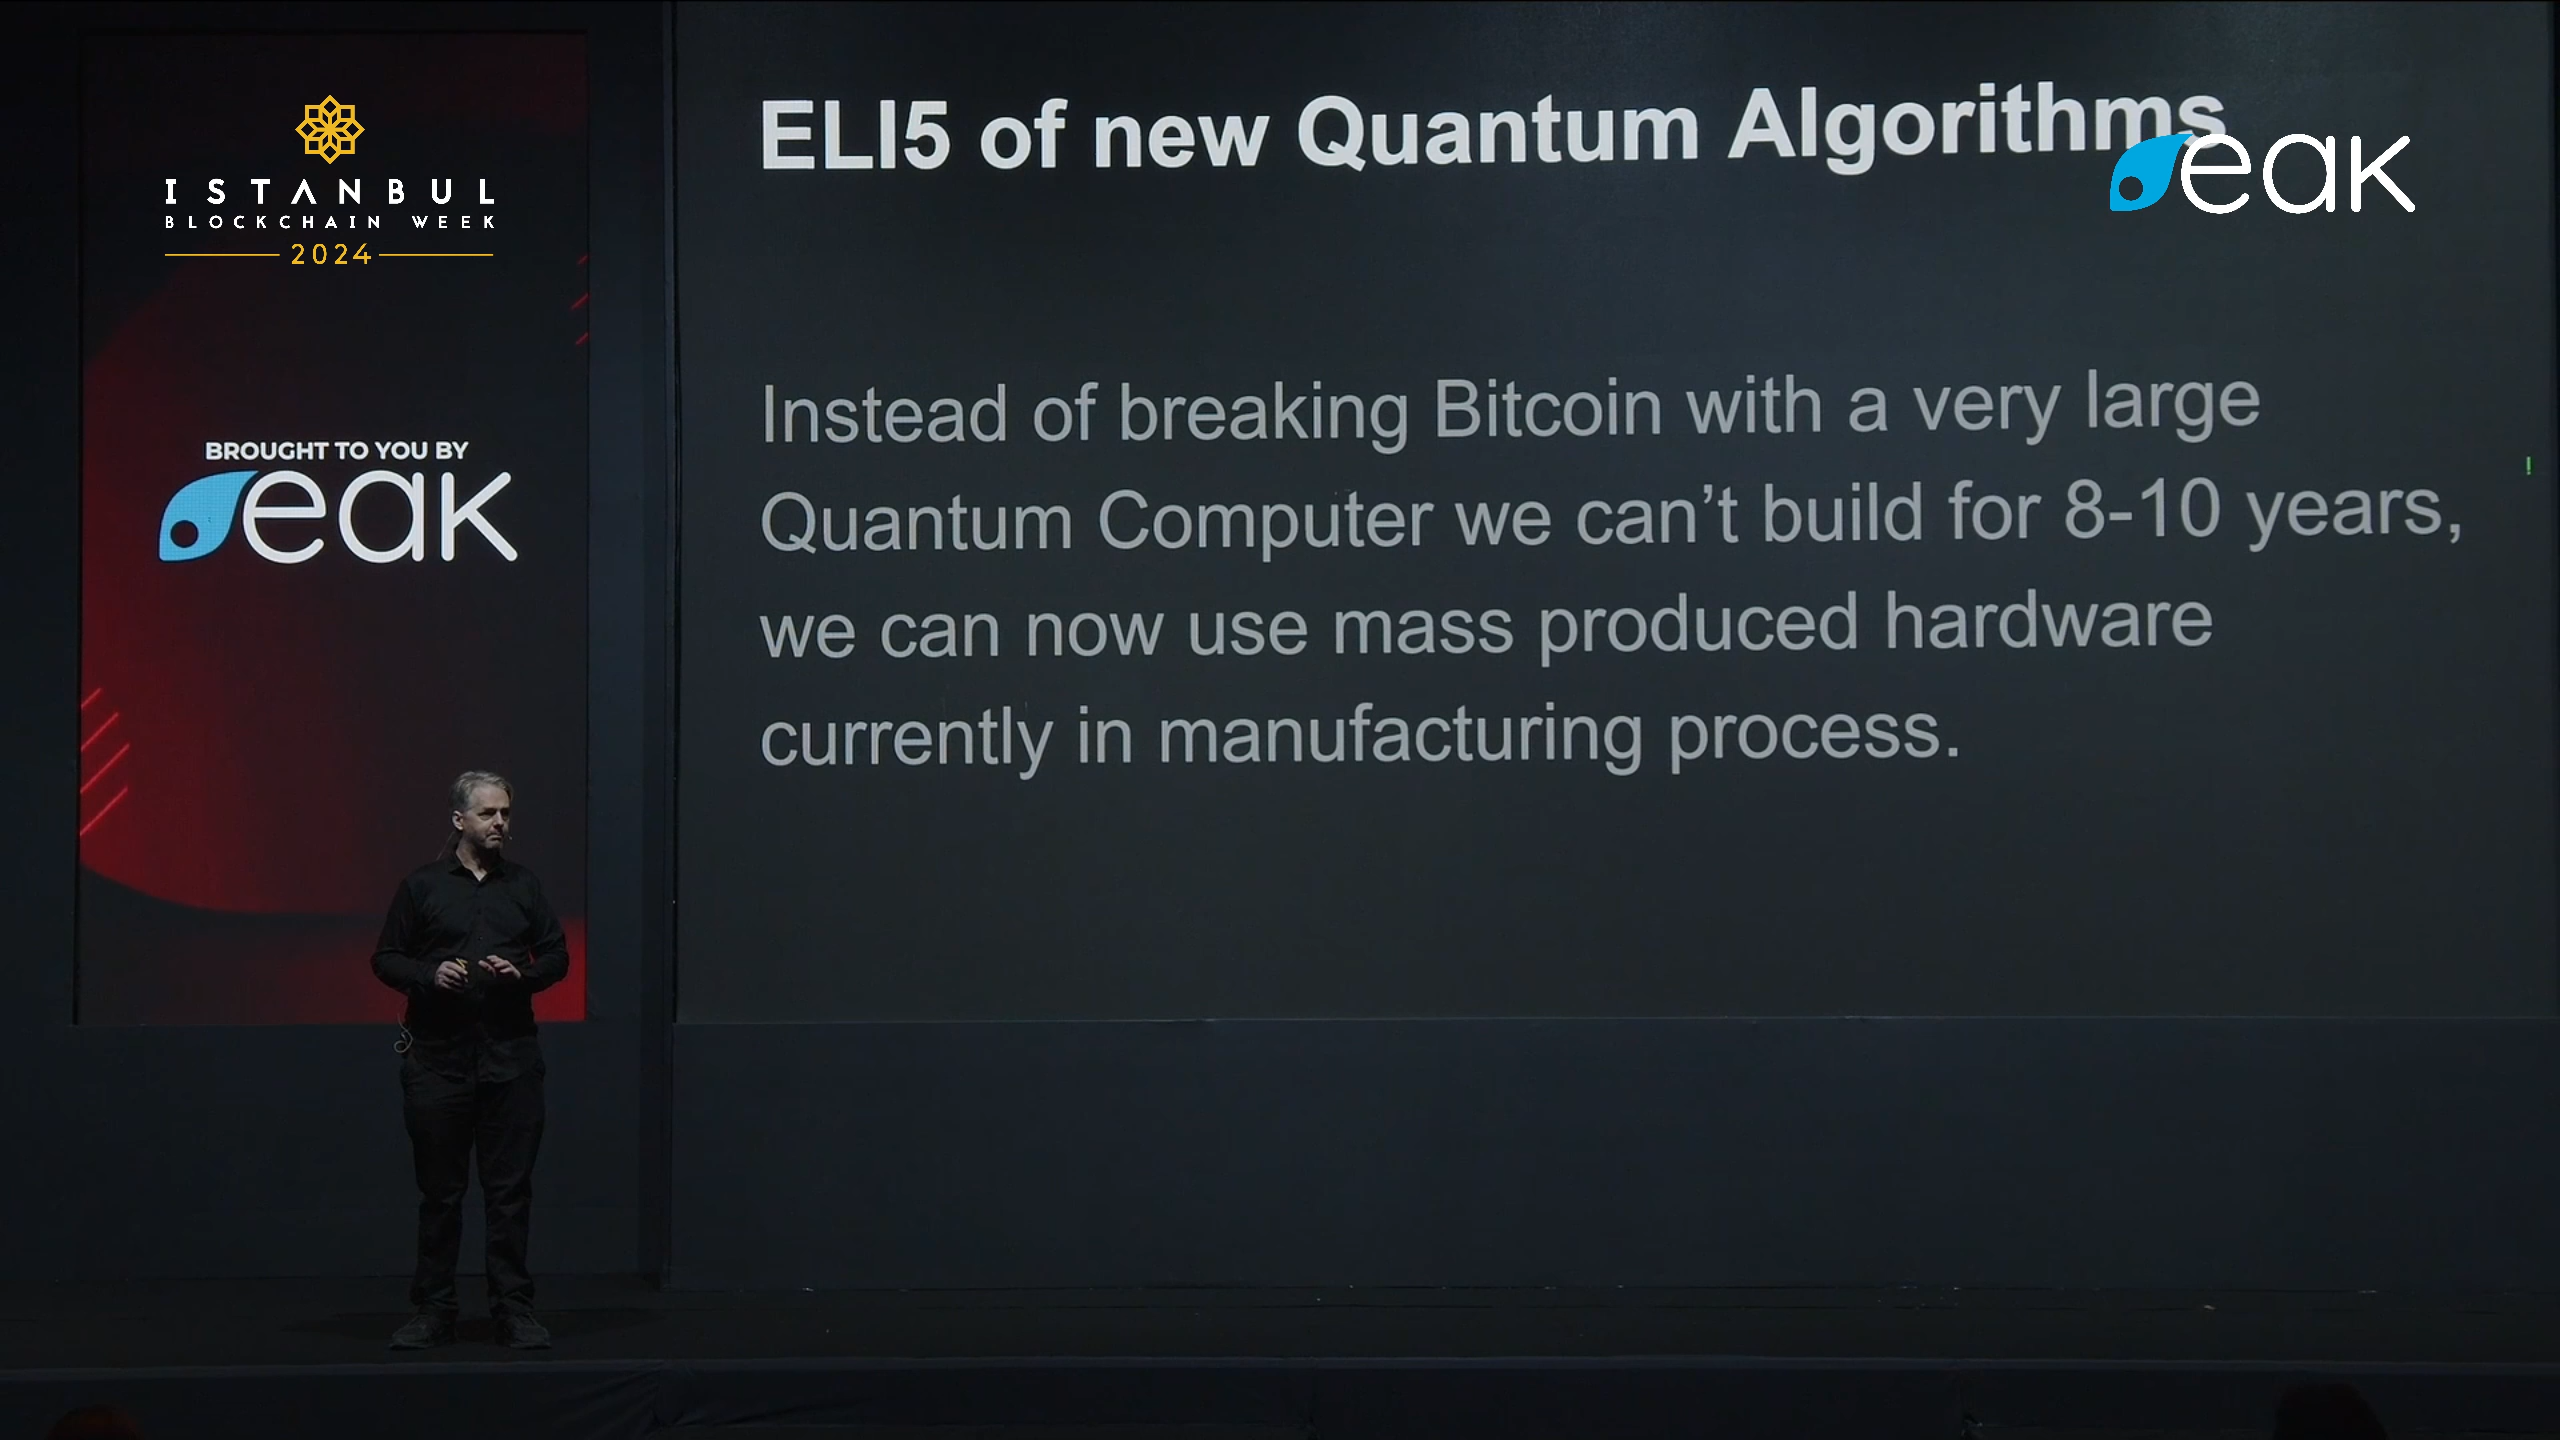 ISTANBUL
BLOCKCHAIN WEEK
2024
BROUGHT TO YOU BY
eak
ELI5 of new Quantum Algorithms
eak
Instead of breaking Bitcoin with a very large
Quantum Computer we can’t build for 8-10 years,
we can now use mass produced hardware
currently in manufacturing process.
!